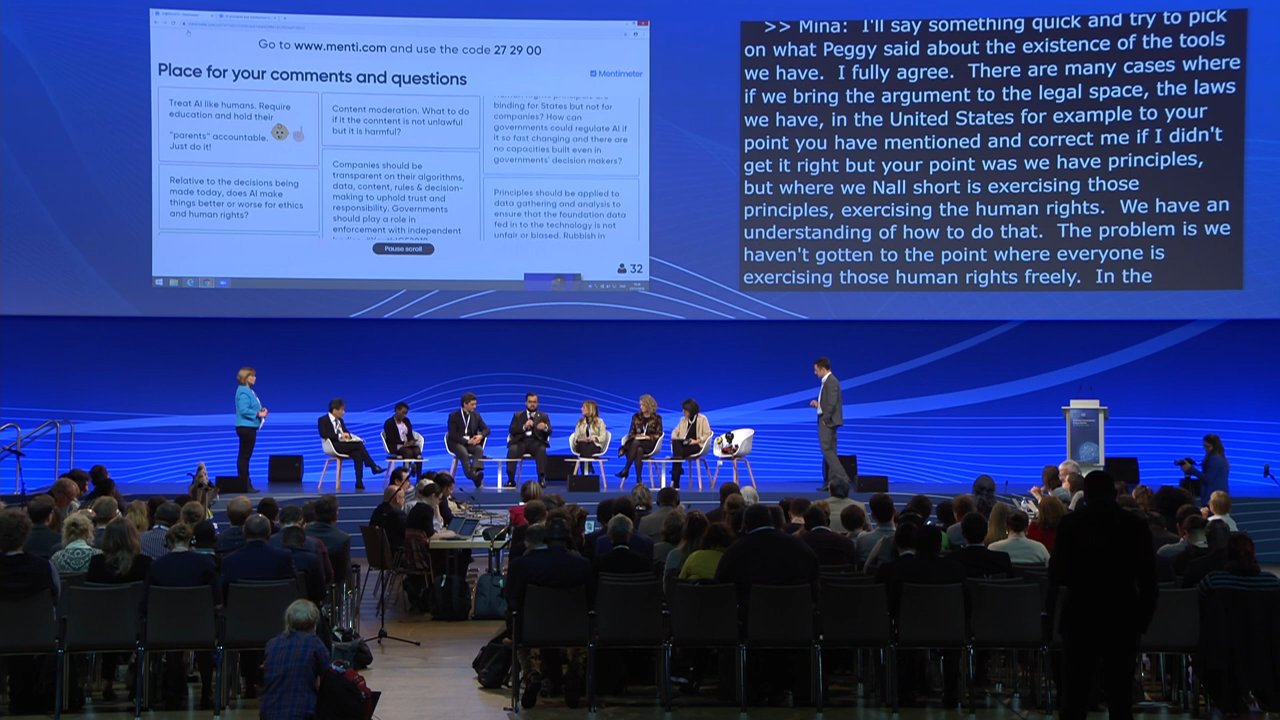 Go to www.menti.com and use the code 27 29 00
Place for your comments and questions
Mentimeter
Treat AI like humans. Require
education and hold their
"parents" accountable.
Just do it!
Relative to the decisions being
made today, does AI make
things better or worse for ethics
and human rights?
Content moderation. What to do
if it the conntent is not unlawful
but it is harmful?
Companies should be
transparent on their algorithms,
data, content, rules & decision-
making to uphold trust and
responsibility. Governments
should play a role in
enforcement with independent
binding for States but not for
companies? How can
governments could regulate AI if
it so fast changing and there are
no capacities built even in
governments' decision makers?
Principles should be applied to
data gathering and analysis to
ensure that the foundation data
fed in to the technology is not
unfair or biased. Rubbish in
Pause scroll
32
>> Mina: I'll say something quick and try to pick
on what Peggy said about the existence of the tools
we have. I fully agree. There are many cases where
if we bring the argument to the legal space, the laws
we have, in the United States for example to your
point you have mentioned and correct me if I didn't
get it right but your point was we have principles,
but where we Nall short is exercising those
principles, exercising the human rights. We have an
understanding of how to do that. The problem is we
haven't gotten to the point where everyone is
exercising those human rights freely. In the